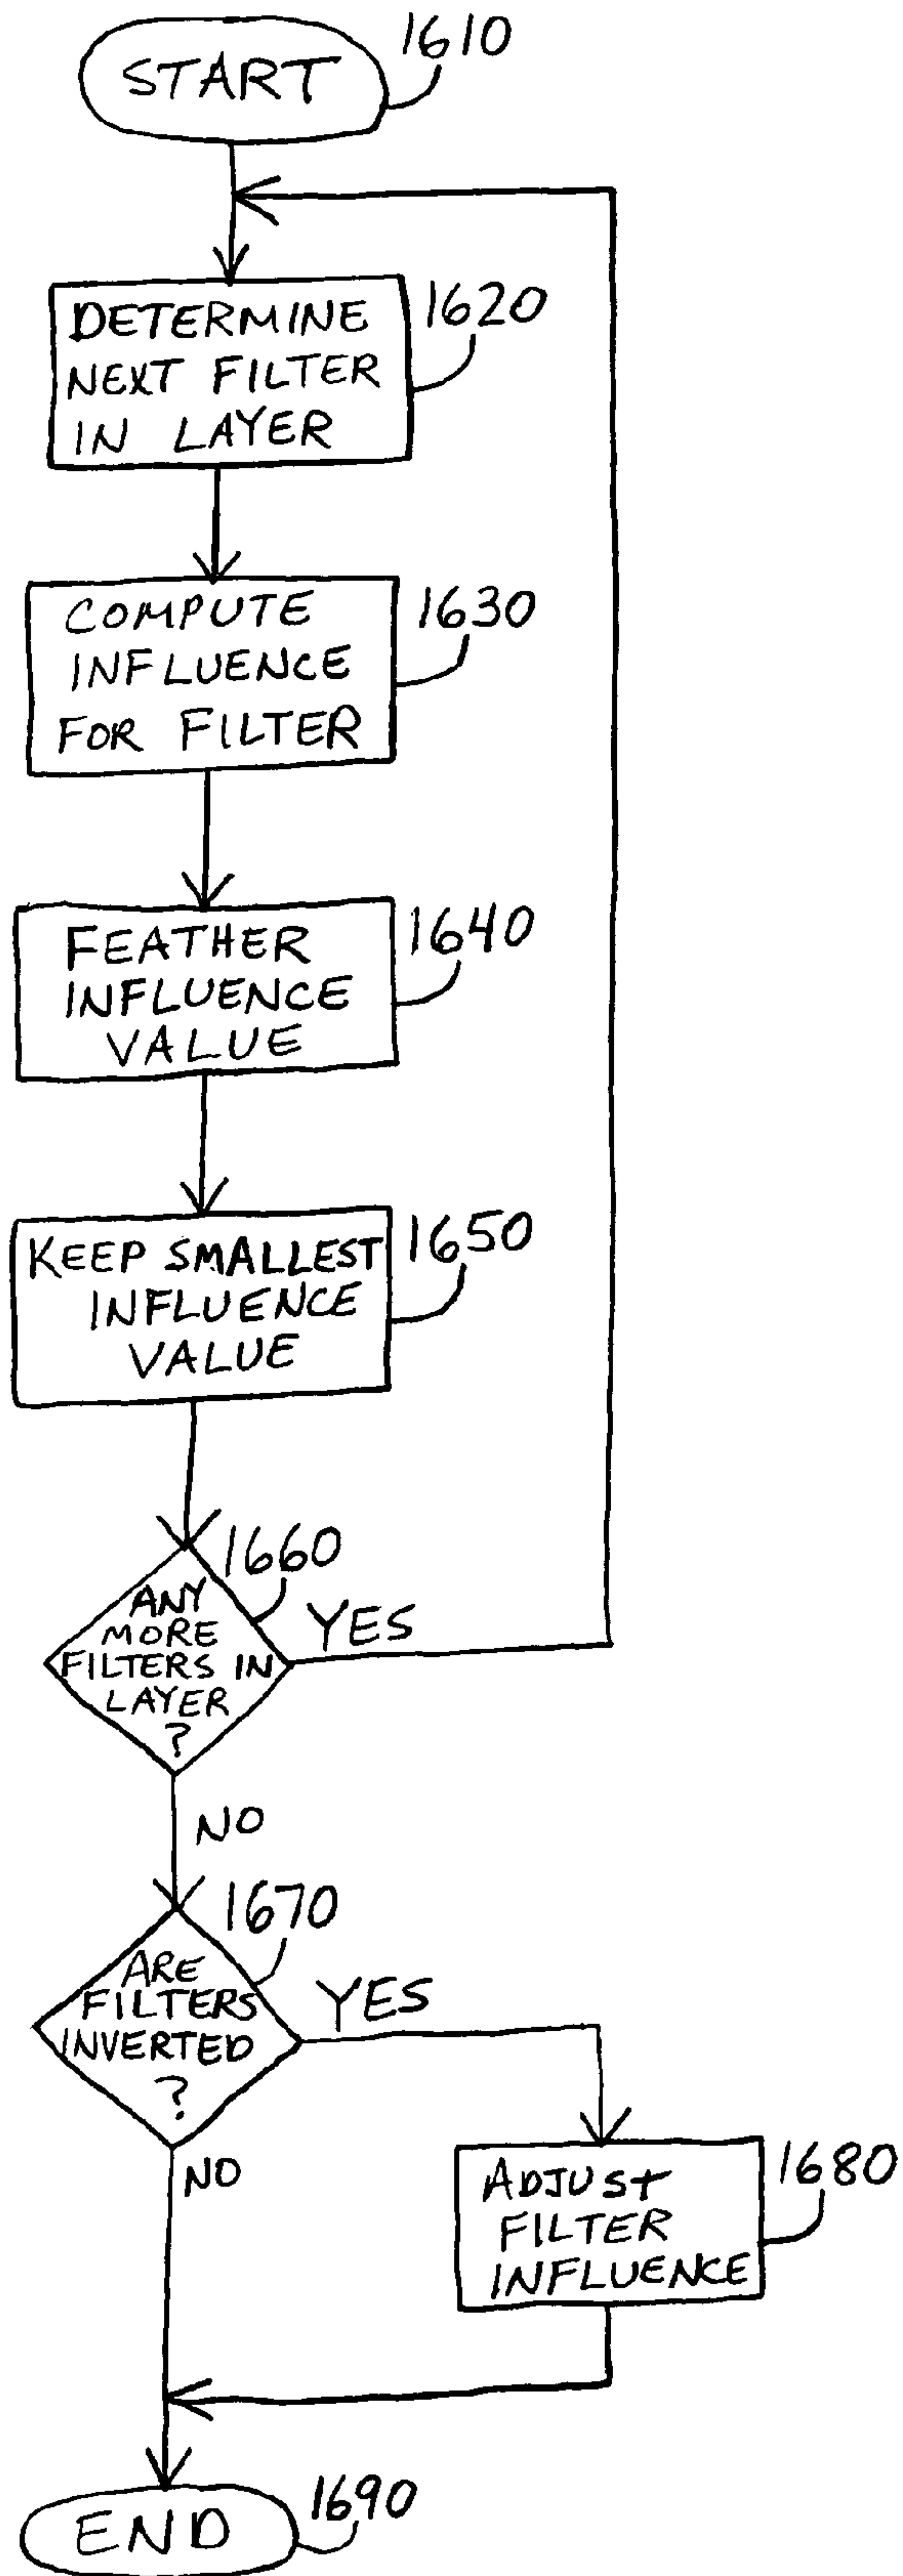 START
1610
DETERMINE
NEXT FILTER
IN LAYER
1620
COMPUTE
INFLUENCE
FOR FILTER
1630
FEATHER
INFLUENCE
VALUE
1640
KEEP SMALLEST
INFLUENCE
VALUE
1650
ANY
MORE
FILTERS IN
LAYER
?
1660
YES
NO
ARE
FILTERS
INVERTED
?
1670
YES
NO
ADJUST
FILTER
INFLUENCE
1680
END
1690